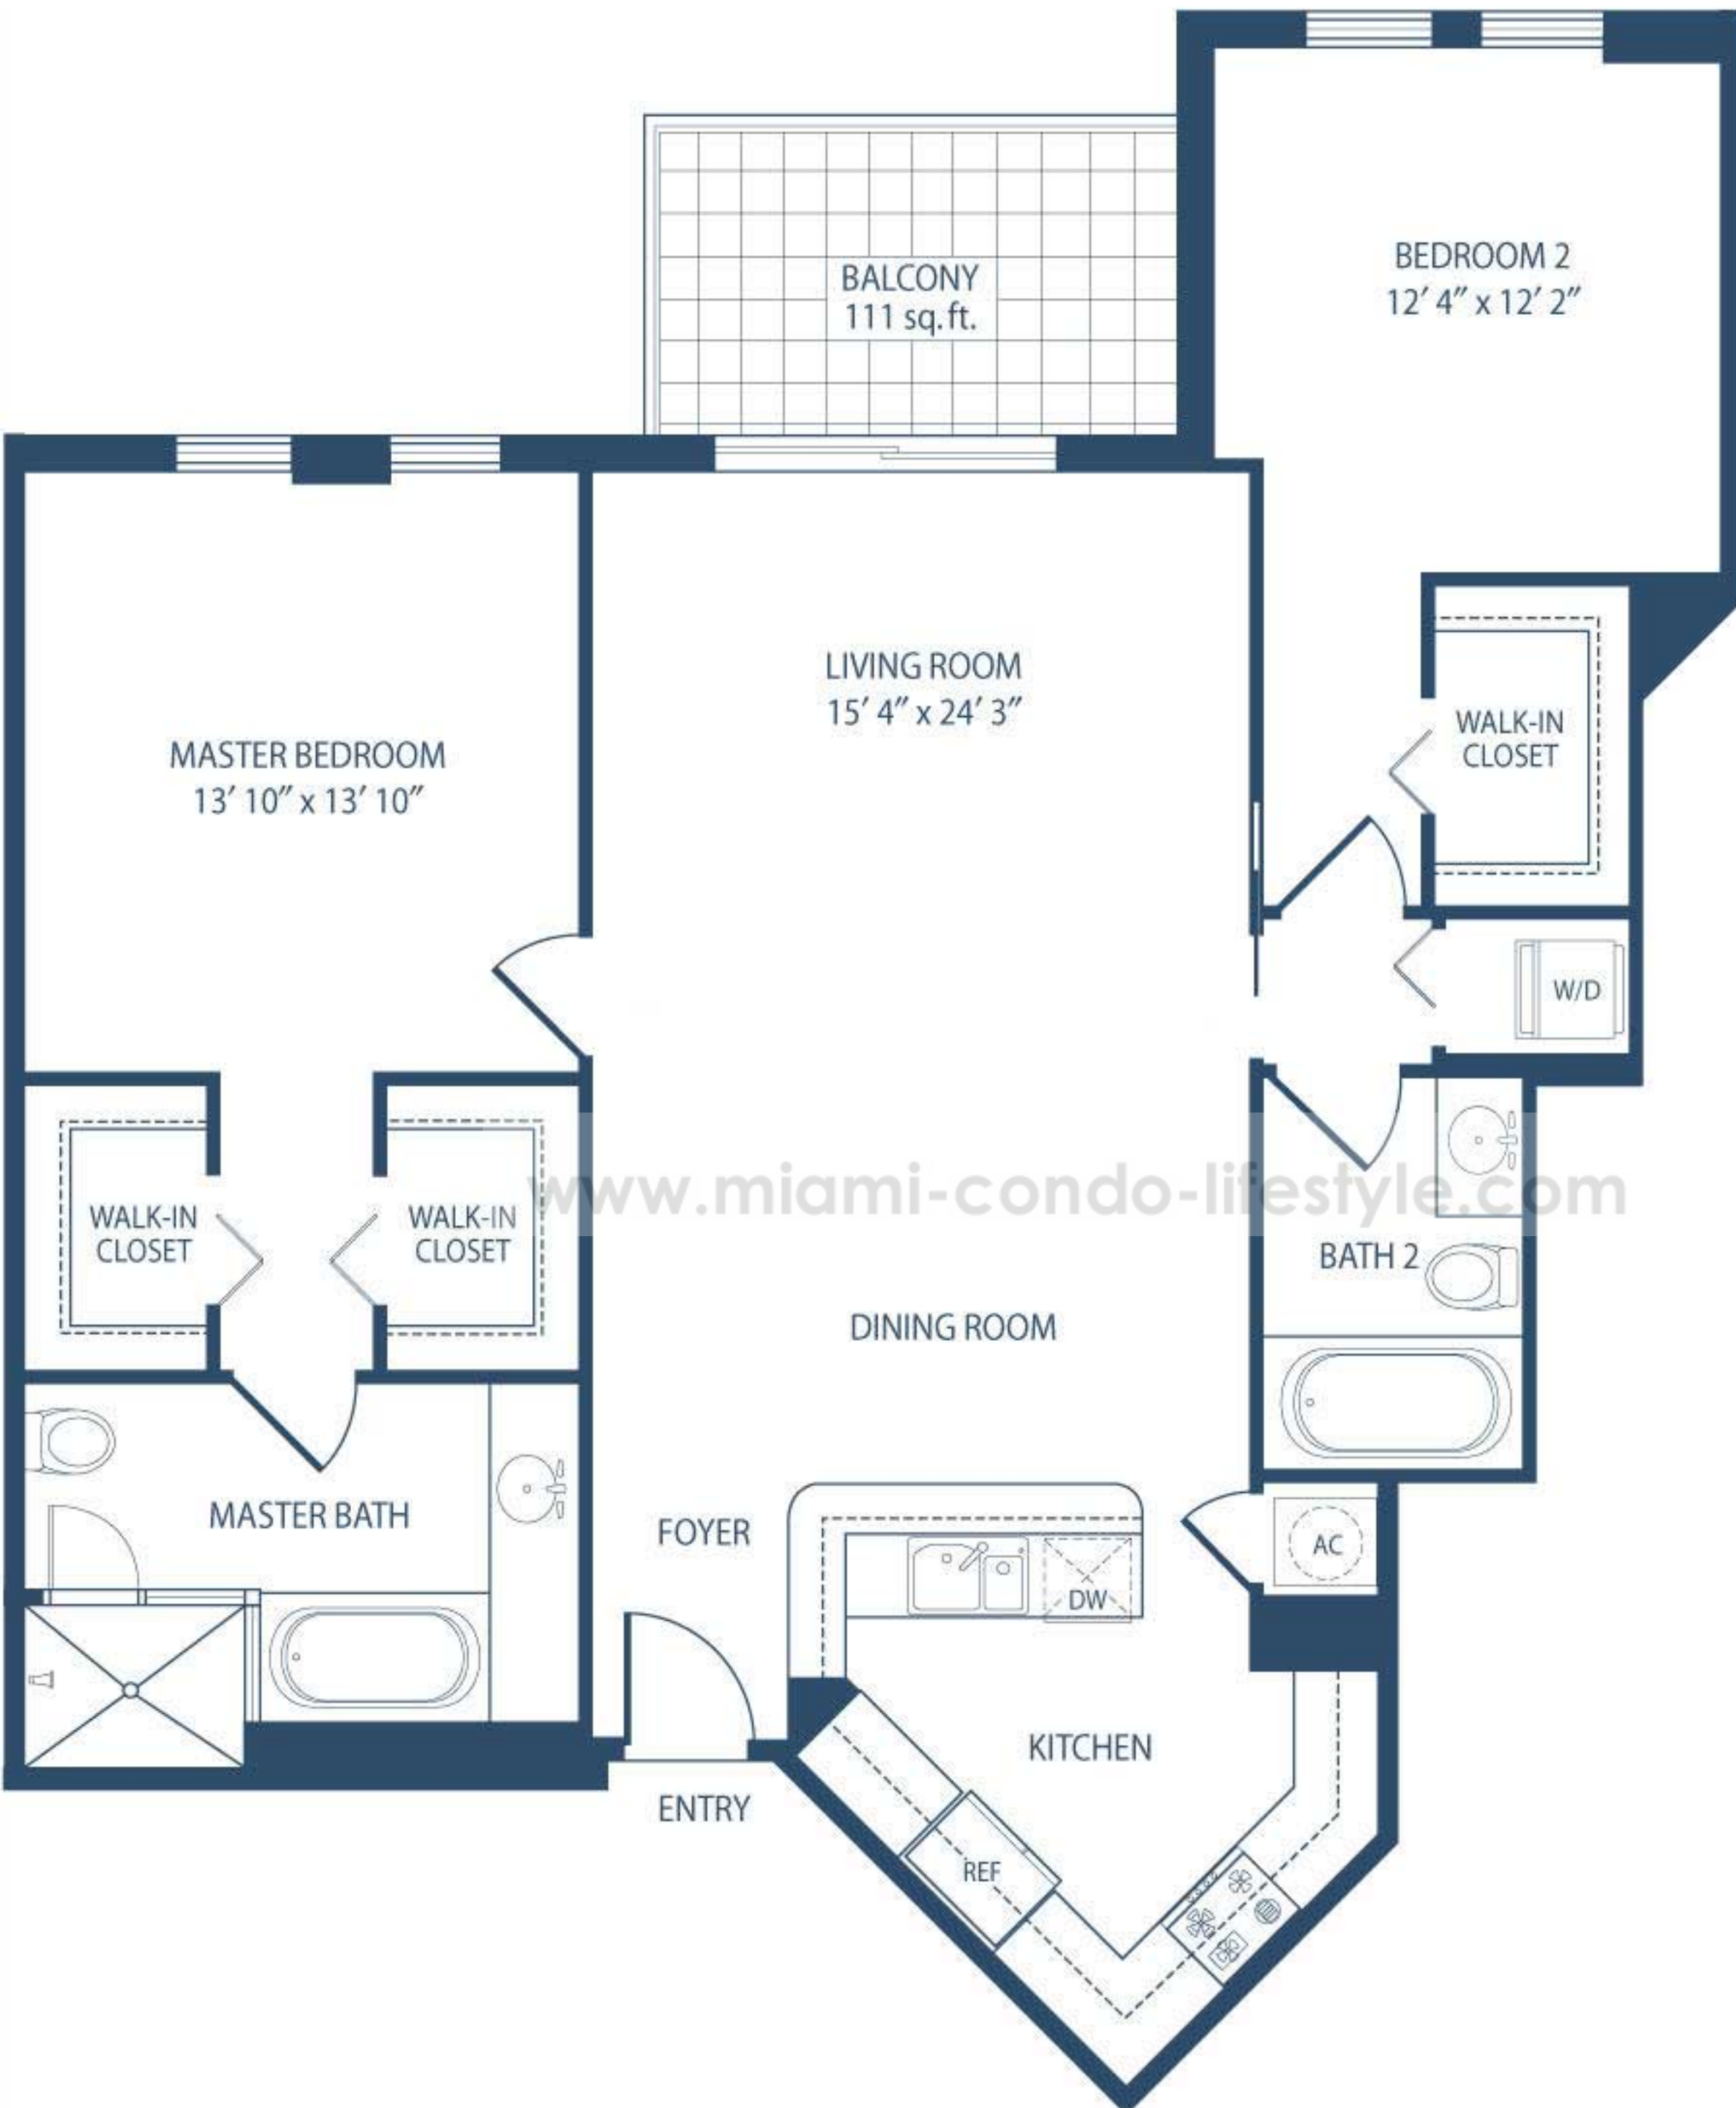 BEDROOM 2
12′ 4″ x 12′ 2″
BALCONY
111 sq. ft.
LIVING ROOM
15′ 4″ x 24′ 3″
MASTER BEDROOM
13′ 10″ x 13′ 10″
WALK-IN
CLOSET
W/D
WALK-IN
CLOSET
WALK-IN
CLOSET
www.miami-condo-lifestyle.com
BATH 2
DINING ROOM
MASTER BATH
FOYER
AC
DW
KITCHEN
ENTRY
REF